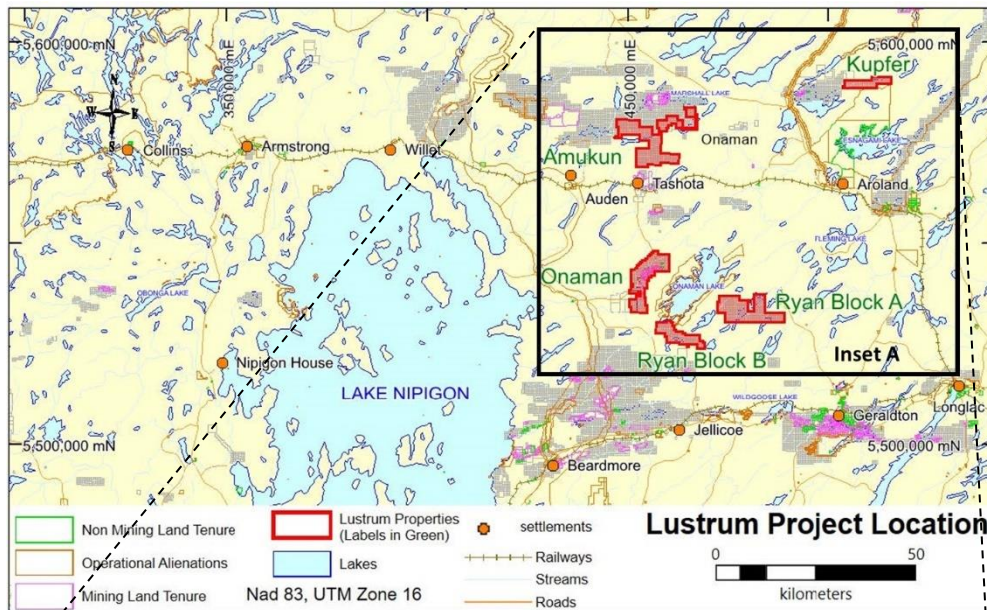 5,600,000 mN
350,000 mE
450,000 mE
5,600,000 mN
Kupfer
MARSHALL LAKE
N
W E
S
Collins
Armstrong
Willet
Amukun
Onaman
SNAGAMI LAKE
Auden
Tashota
Aroland
FLEMING LAKE
OBONGA LAKE
Onaman
ONAMAN LAKE
Ryan Block A
Ryan Block B
Inset A
Nipigon House
LAKE NIPIGON
WILDGOOSE LAKE
Longlac
Geraldton
Jellicoe
5,500,000 mN
5,500,000 mN
Beardmore
Non Mining Land Tenure
Operational Alienations
Mining Land Tenure
Lustrum Properties
(Labels in Green)
Lakes
Nad 83, UTM Zone 16
settlements
Railways
Streams
Roads
Lustrum Project Location
0 50
kilometers